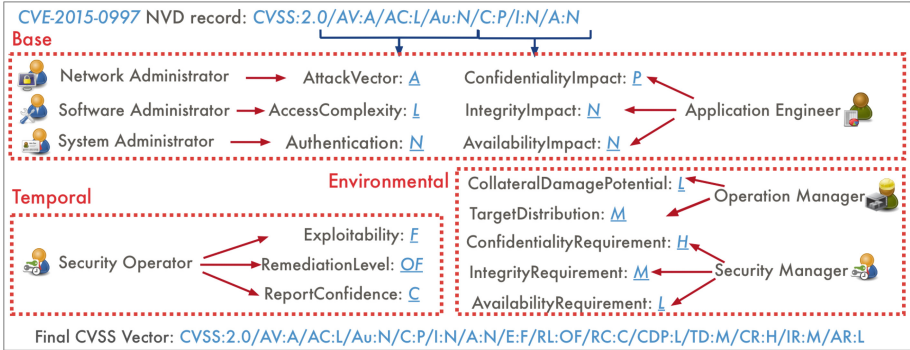 CVE-2015-0997 NVD record: CVSS:2.0/AV:A/AC:L/Au:N/C:P/I:N/A:N
Base
Network Administrator AttackVector: A ConfidentialityImpact: P
Software Administrator AccessComplexity: L IntegrityImpact: N Application Engineer
System Administrator Authentication: N AvailabilityImpact: N
Temporal
Exploitability: F
Security Operator RemediationLevel: OF
ReportConfidence: C
Environmental
CollateralDamagePotential: L
Operation Manager
TargetDistribution: M
ConfidentialityRequirement: H
IntegrityRequirement: M Security Manager
AvailabilityRequirement: L
Final CVSS Vector: CVSS:2.0/AV:A/AC:L/Au:N/C:P/I:N/A:N/E:F/RL:OF/RC:C/CDP:L/TD:M/CR:H/IR:M/AR:L